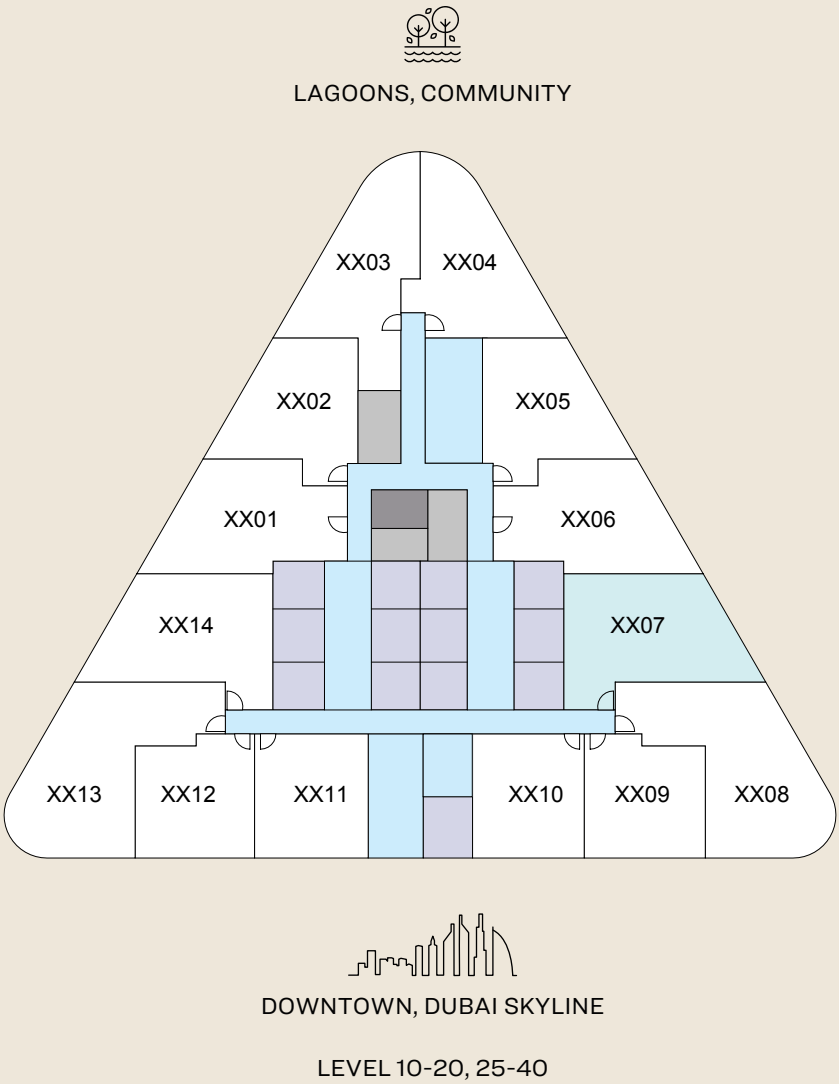 LAGOONS, COMMUNITY
XX03
XX04
XX02
XX05
XX01
XX06
XX14
XX07
XX13
XX12
XX11
XX10
XX09
XX08
DOWNTOWN, DUBAI SKYLINE
LEVEL 10-20, 25-40